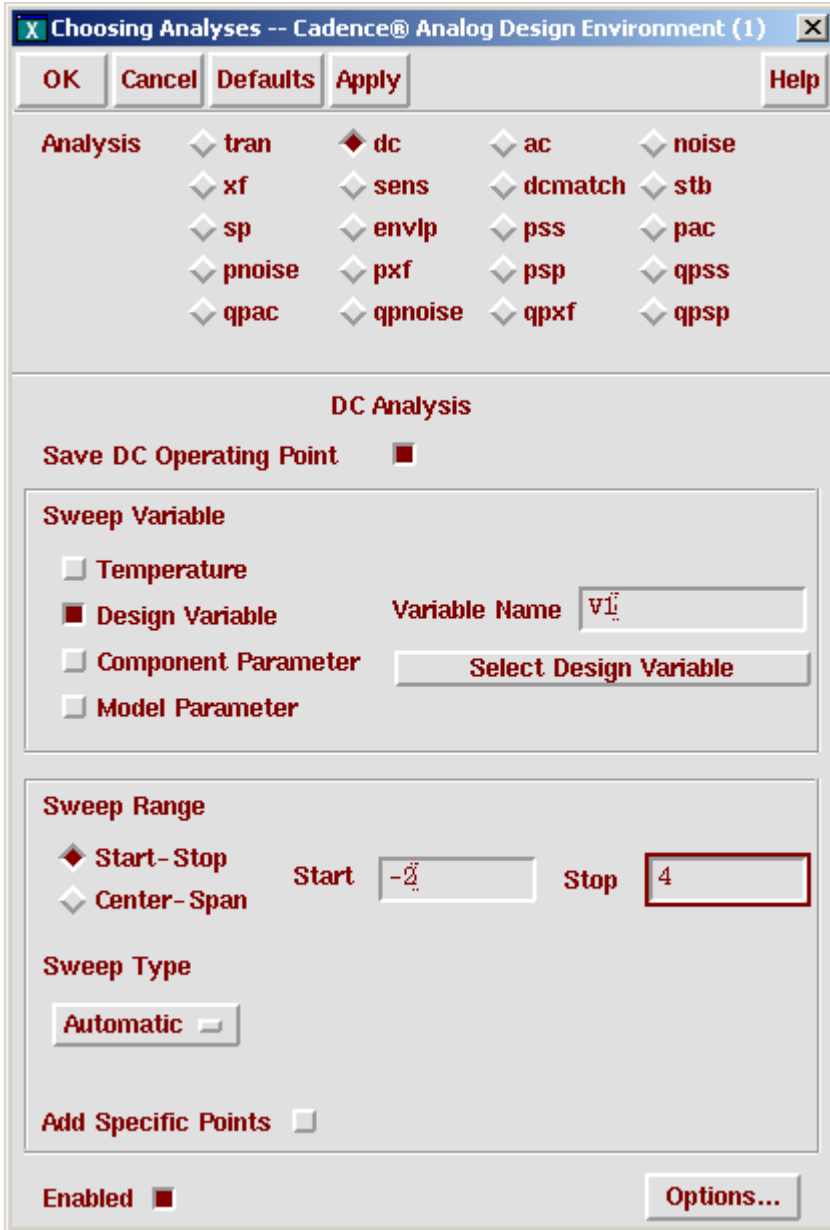 X Choosing Analyses -- Cadence® Analog Design Environment (1)
OK Cancel Defaults Apply Help
Analysis tran dc ac noise
xf sens dcmatch stb
sp envlp pss pac
pnoise pxf psp qpss
qpac qpnoise qpxf qpsp
DC Analysis
Save DC Operating Point
Sweep Variable
Temperature
Design Variable Variable Name V1
Component Parameter Select Design Variable
Model Parameter
Sweep Range
Start-Stop Start -2 Stop 4
Center-Span
Sweep Type
Automatic
Add Specific Points
Enabled Options...